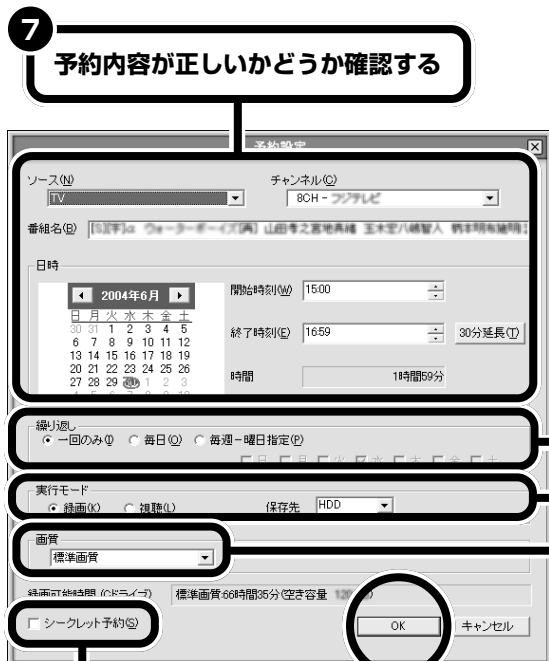 7
予約内容が正しいかどうか確認する
予約設定
ソース(N) チャンネル(C)
TV 8CH - フジテレビ
番組名(B)
日時
2004年6月 開始時刻(W) 15:00
日 月 火 水 木 金 土
30 31 1 2 3 4 5
6 7 8 9 10 11 12 終了時刻(E) 16:59 30分延長(T)
13 14 15 16 17 18 19
20 21 22 23 24 25 26 時間 1時間59分
27 28 29 30 1 2 3
繰り返し
一回のみ(I) 毎日(O) 毎週-曜日指定(P)
日 月 火 水 木 金 土
実行モード
録画(K) 視聴(L) 保存先 HDD
画質
標準画質
録画可能時間 (Cドライブ) 標準画質:66時間35分(空き容量
シークレット予約(S) OK キャンセル